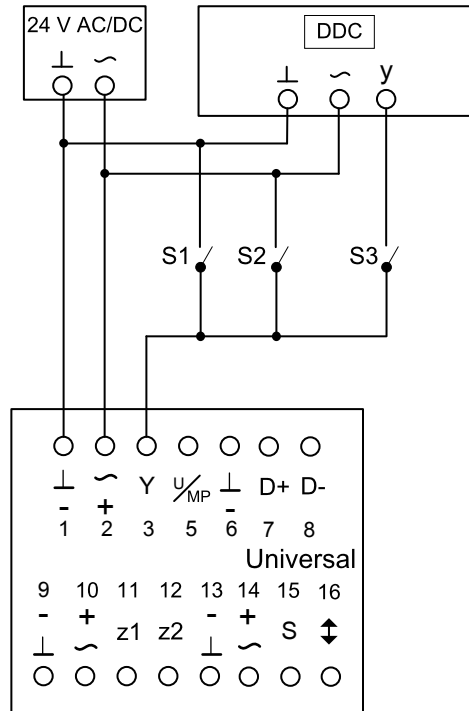 24 V AC/DC
DDC
⊥ ~
⊥ ~ y
S1 S2 S3
⊥ ~ Y U/MP ⊥ D+ D-
- + -
1 2 3 5 6 7 8
Universal
9 10 11 12 13 14 15 16
- + z1 z2 - + S ↕
⊥ ~ ⊥ ~